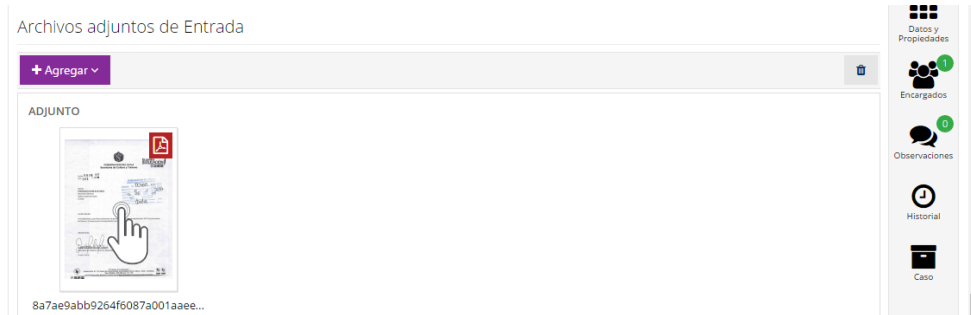 Archivos adjuntos de Entrada
Agregar
ADJUNTO
8a7ae9abb9264f6087a001aaee...
Datos y
Propiedades
1
Encargados
0
Observaciones
Historial
Caso